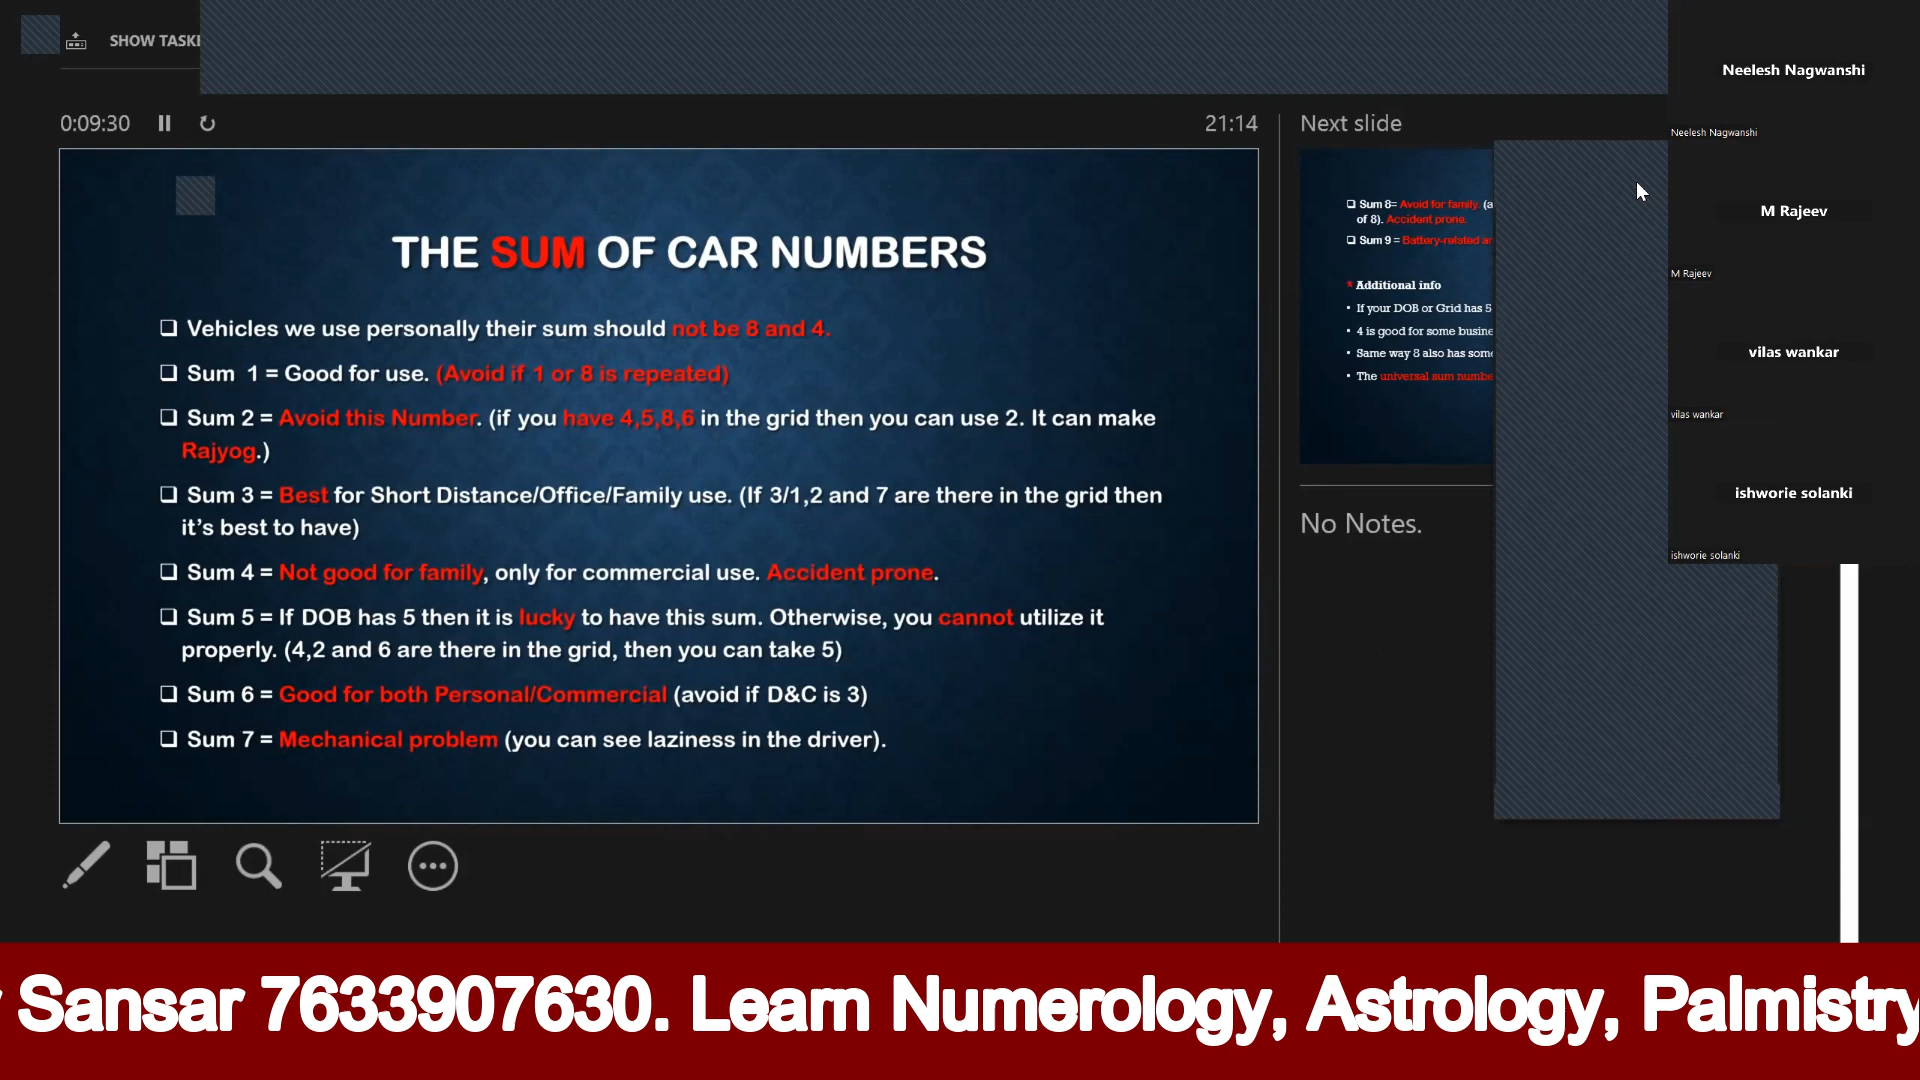 SHOW TASK
Neelesh Nagwanshi
0:09:30
21:14
Next slide
Neelesh Nagwanshi
THE SUM OF CAR NUMBERS
❑ Vehicles we use personally their sum should not be 8 and 4.
❑ Sum 1 = Good for use. (Avoid if 1 or 8 is repeated)
❑ Sum 2 = Avoid this Number. (if you have 4,5,8,6 in the grid then you can use 2. It can make
Rajyog.)
❑ Sum 3 = Best for Short Distance/Office/Family use. (If 3/1,2 and 7 are there in the grid then
it’s best to have)
❑ Sum 4 = Not good for family, only for commercial use. Accident prone.
❑ Sum 5 = If DOB has 5 then it is lucky to have this sum. Otherwise, you cannot utilize it
properly. (4,2 and 6 are there in the grid, then you can take 5)
❑ Sum 6 = Good for both Personal/Commercial (avoid if D&C is 3)
❑ Sum 7 = Mechanical problem (you can see laziness in the driver).
❑ Sum 8= Avoid for family. (a
of 8). Accident prone.
❑ Sum 9 = Battery-related
* Additional info
• If your DOB or Grid has 5
• 4 is good for some
• Same way 8 also has
• The universal sum
No Notes.
M Rajeev
M Rajeev
vilas wankar
vilas wankar
ishworie solanki
ishworie solanki
Sansar 7633907630. Learn Numerology, Astrology, Palmistry